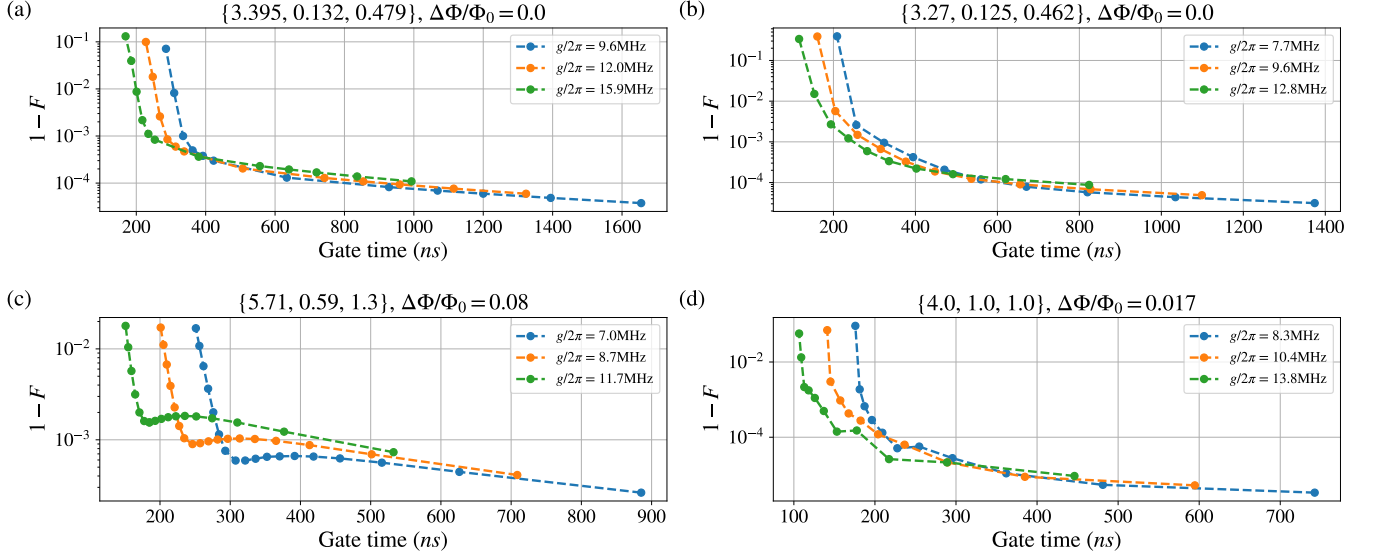 (a)
{3.395, 0.132, 0.479}, ΔΦ/Φ₀ = 0.0
10⁻¹
10⁻²
10⁻³
10⁻⁴
1 − F
g/2π = 9.6MHz
g/2π = 12.0MHz
g/2π = 15.9MHz
200 400 600 800 1000 1200 1400 1600
Gate time (ns)
(b)
{3.27, 0.125, 0.462}, ΔΦ/Φ₀ = 0.0
10⁻¹
10⁻²
10⁻³
10⁻⁴
1 − F
g/2π = 7.7MHz
g/2π = 9.6MHz
g/2π = 12.8MHz
200 400 600 800 1000 1200 1400
Gate time (ns)
(c)
{5.71, 0.59, 1.3}, ΔΦ/Φ₀ = 0.08
10⁻²
10⁻³
1 − F
g/2π = 7.0MHz
g/2π = 8.7MHz
g/2π = 11.7MHz
200 300 400 500 600 700 800 900
Gate time (ns)
(d)
{4.0, 1.0, 1.0}, ΔΦ/Φ₀ = 0.017
10⁻²
10⁻⁴
1 − F
g/2π = 8.3MHz
g/2π = 10.4MHz
g/2π = 13.8MHz
100 200 300 400 500 600 700
Gate time (ns)